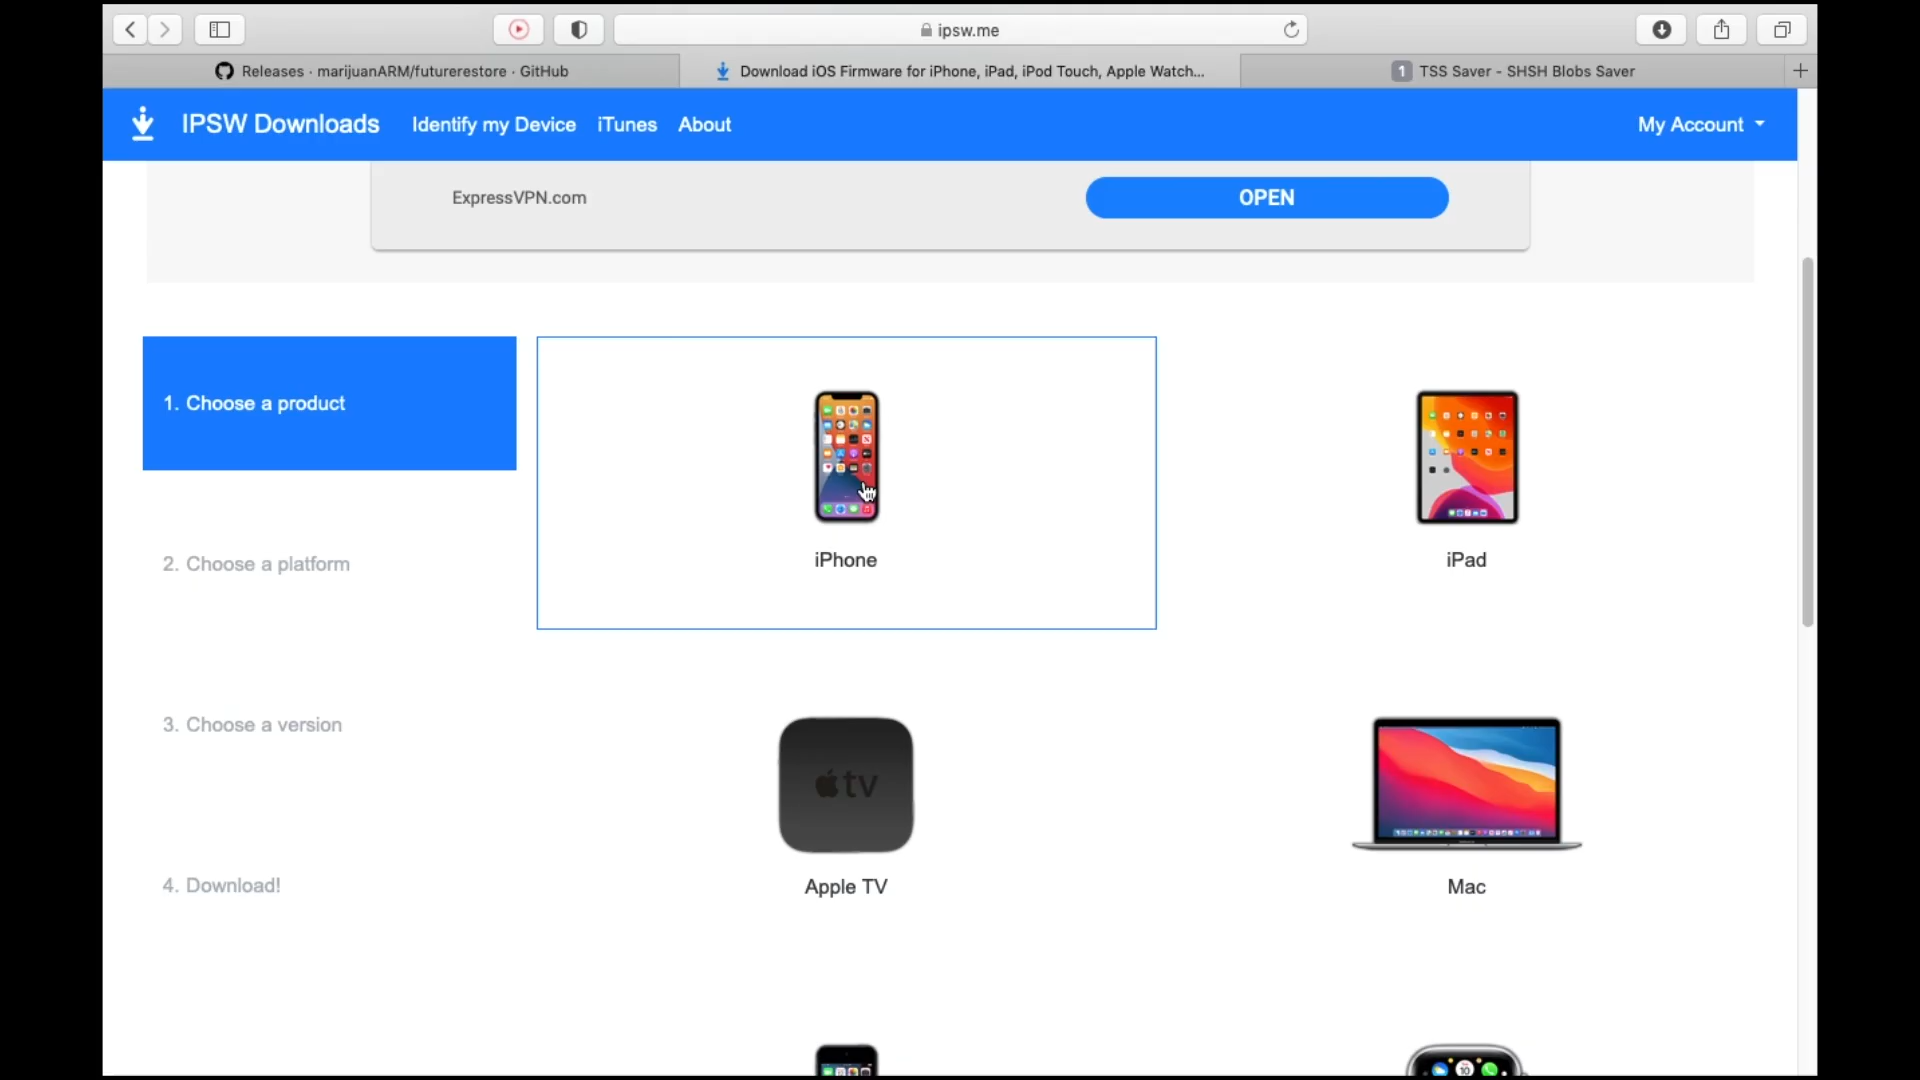 ipsw.me
Releases · marijuanARM/futurerestore · GitHub
Download iOS Firmware for iPhone, iPad, iPod Touch, Apple Watch...
1 TSS Saver - SHSH Blobs Saver
IPSW Downloads
Identify my Device
iTunes
About
My Account
ExpressVPN.com
OPEN
1. Choose a product
2. Choose a platform
3. Choose a version
4. Download!
iPhone
iPad
tv
Apple TV
Mac